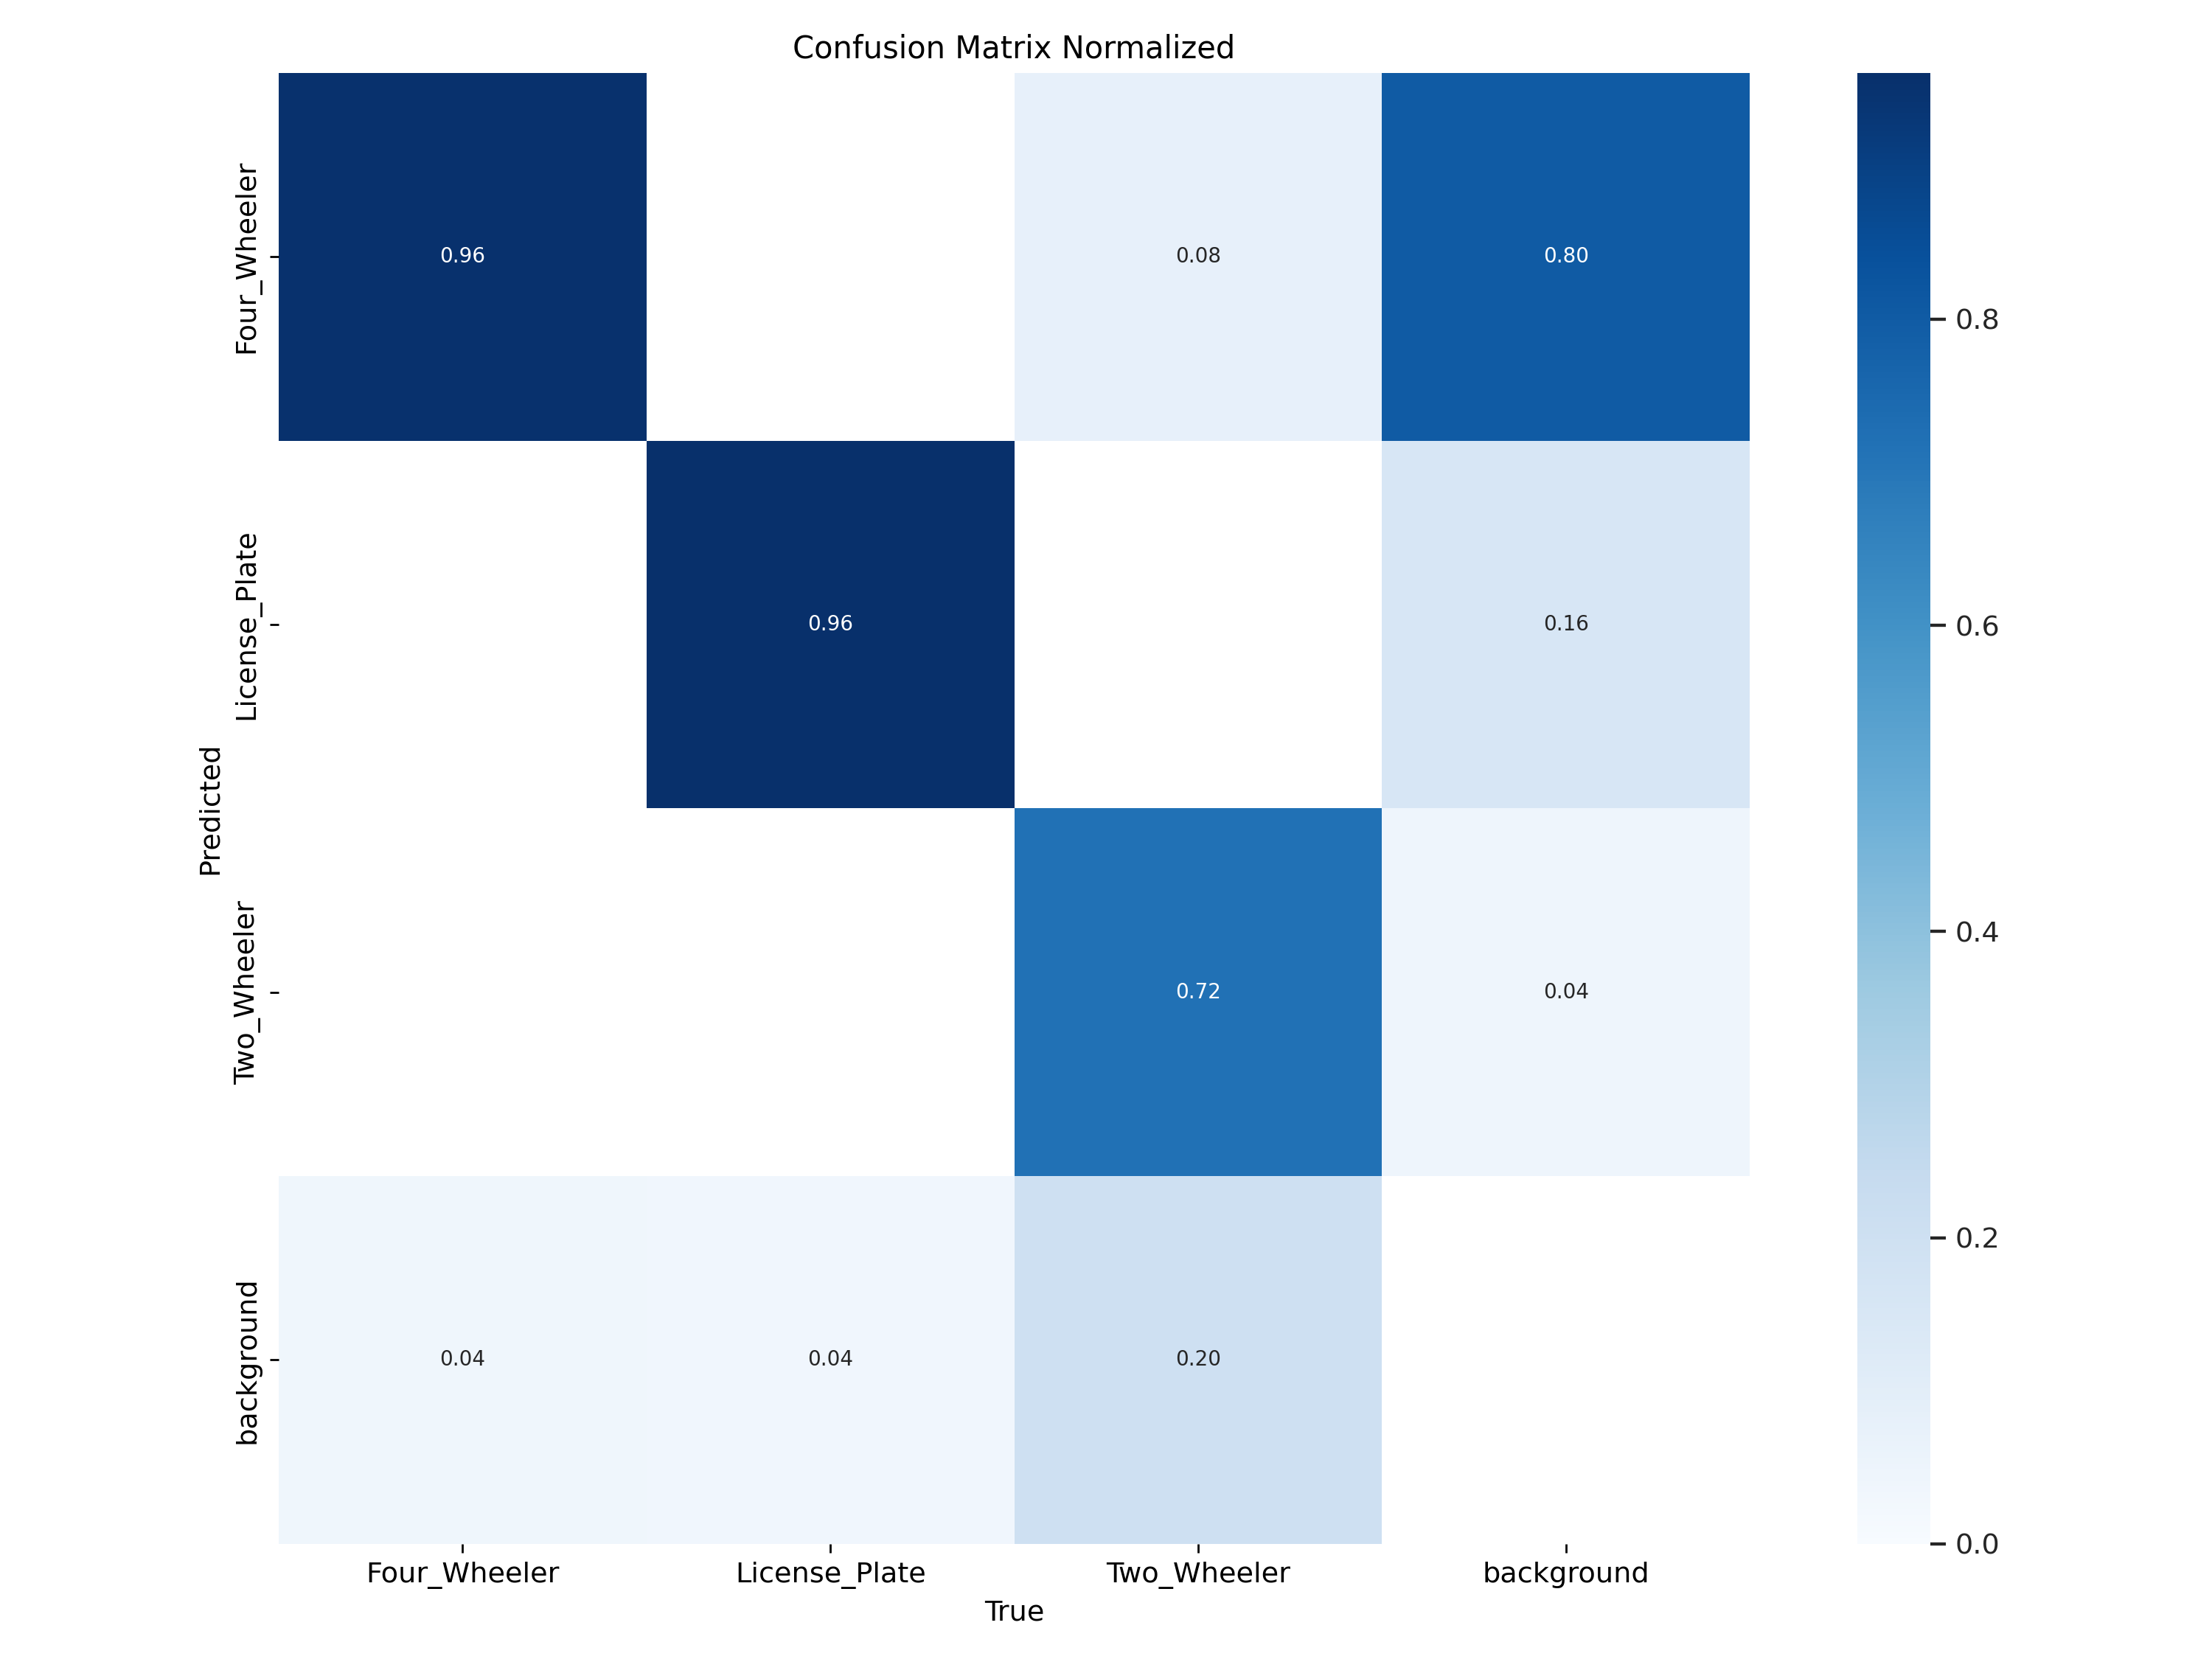 Confusion Matrix Normalized
Four_Wheeler
0.96
0.08
0.80
License_Plate
0.96
0.16
Two_Wheeler
0.72
0.04
background
0.04
0.04
0.20
Predicted
Four_Wheeler
License_Plate
Two_Wheeler
background
True
0.8
0.6
0.4
0.2
0.0